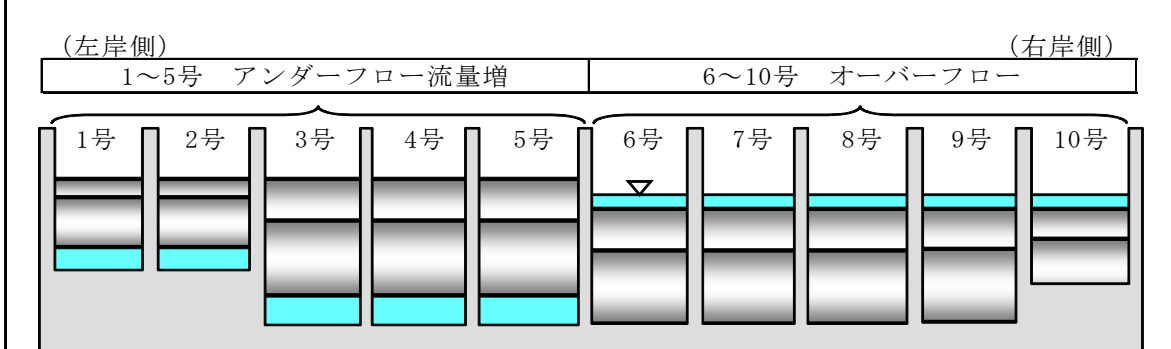 (左岸側) (右岸側)
1～5号 アンダーフロー流量増 6～10号 オーバーフロー
1号 2号 3号 4号 5号 6号 7号 8号 9号 10号